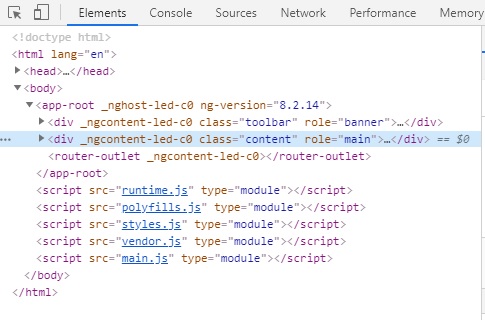 Elements Console Sources Network Performance Memory
<!doctype html>
<html lang="en">
<head>…</head>
<body>
<app-root _nghost-led-c0 ng-version="8.2.14">
<div _ngcontent-led-c0 class="toolbar" role="banner">…</div>
<div _ngcontent-led-c0 class="content" role="main">…</div> == $0
<router-outlet _ngcontent-led-c0></router-outlet>
</app-root>
<script src="runtime.js" type="module"></script>
<script src="polyfills.js" type="module"></script>
<script src="styles.js" type="module"></script>
<script src="vendor.js" type="module"></script>
<script src="main.js" type="module"></script>
</body>
</html>